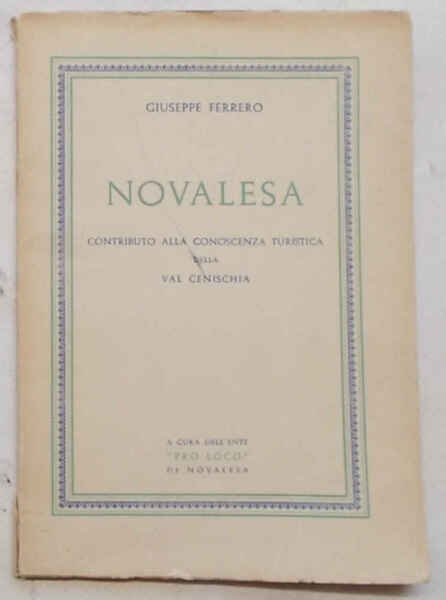 GIUSEPPE FERRERO
NOVALESA
CONTRIBUTO ALLA CONOSCENZA TURISTICA
DELLA
VAL CENISCHIA
A CURA DELL'ENTE
"PRO LOCO"
DI NOVALESA